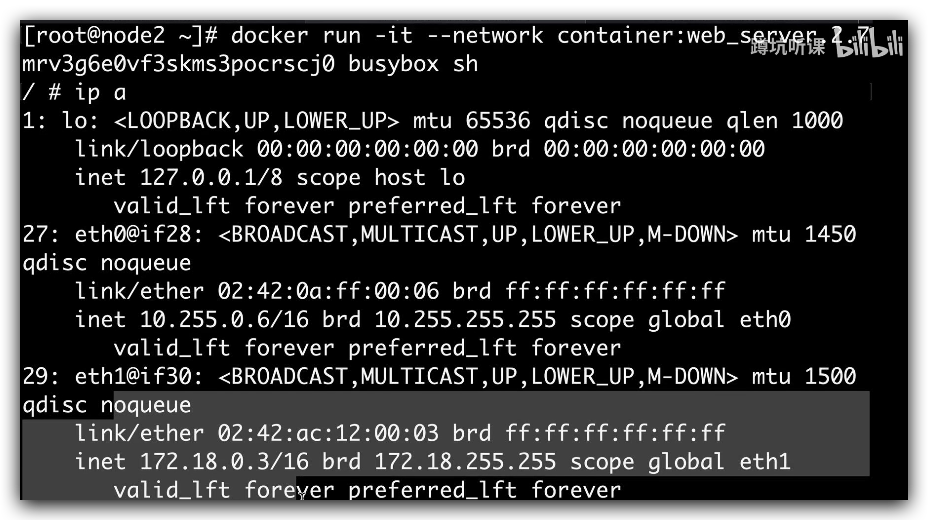 [root@node2 ~]# docker run -it --network container:web_server.2.7
蹲坑听课 bilibili
mrv3g6e0vf3skms3pocrscj0 busybox sh
/ # ip a
1: lo: <LOOPBACK,UP,LOWER_UP> mtu 65536 qdisc noqueue qlen 1000
    link/loopback 00:00:00:00:00:00 brd 00:00:00:00:00:00
    inet 127.0.0.1/8 scope host lo
       valid_lft forever preferred_lft forever
27: eth0@if28: <BROADCAST,MULTICAST,UP,LOWER_UP,M-DOWN> mtu 1450
qdisc noqueue
    link/ether 02:42:0a:ff:00:06 brd ff:ff:ff:ff:ff:ff
    inet 10.255.0.6/16 brd 10.255.255.255 scope global eth0
       valid_lft forever preferred_lft forever
29: eth1@if30: <BROADCAST,MULTICAST,UP,LOWER_UP,M-DOWN> mtu 1500
qdisc noqueue
    link/ether 02:42:ac:12:00:03 brd ff:ff:ff:ff:ff:ff
    inet 172.18.0.3/16 brd 172.18.255.255 scope global eth1
       valid_lft forever preferred_lft forever